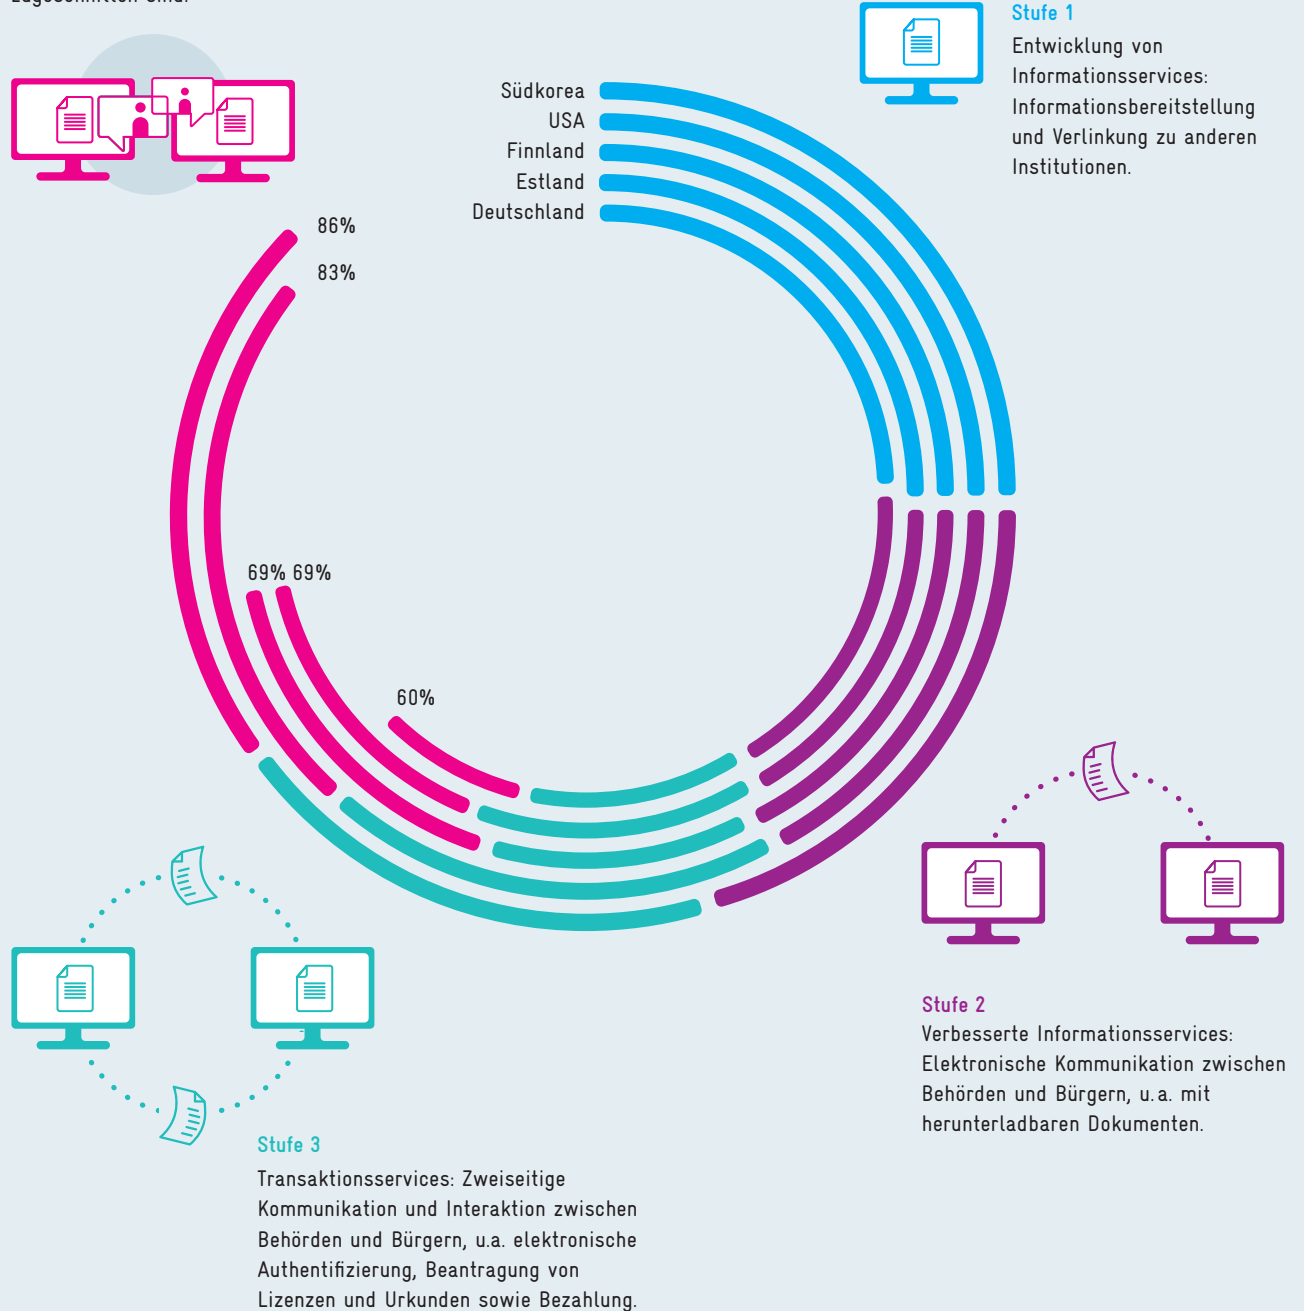 Stufe 1
Entwicklung von
Informationsservices:
Informationsbereitstellung
und Verlinkung zu anderen
Institutionen.
Südkorea
USA
Finnland
Estland
Deutschland
86%
83%
69% 69%
60%
Stufe 2
Verbesserte Informationsservices:
Elektronische Kommunikation zwischen
Behörden und Bürgern, u.a. mit
herunterladbaren Dokumenten.
Stufe 3
Transaktionsservices: Zweiseitige
Kommunikation und Interaktion zwischen
Behörden und Bürgern, u.a. elektronische
Authentifizierung, Beantragung von
Lizenzen und Urkunden sowie Bezahlung.